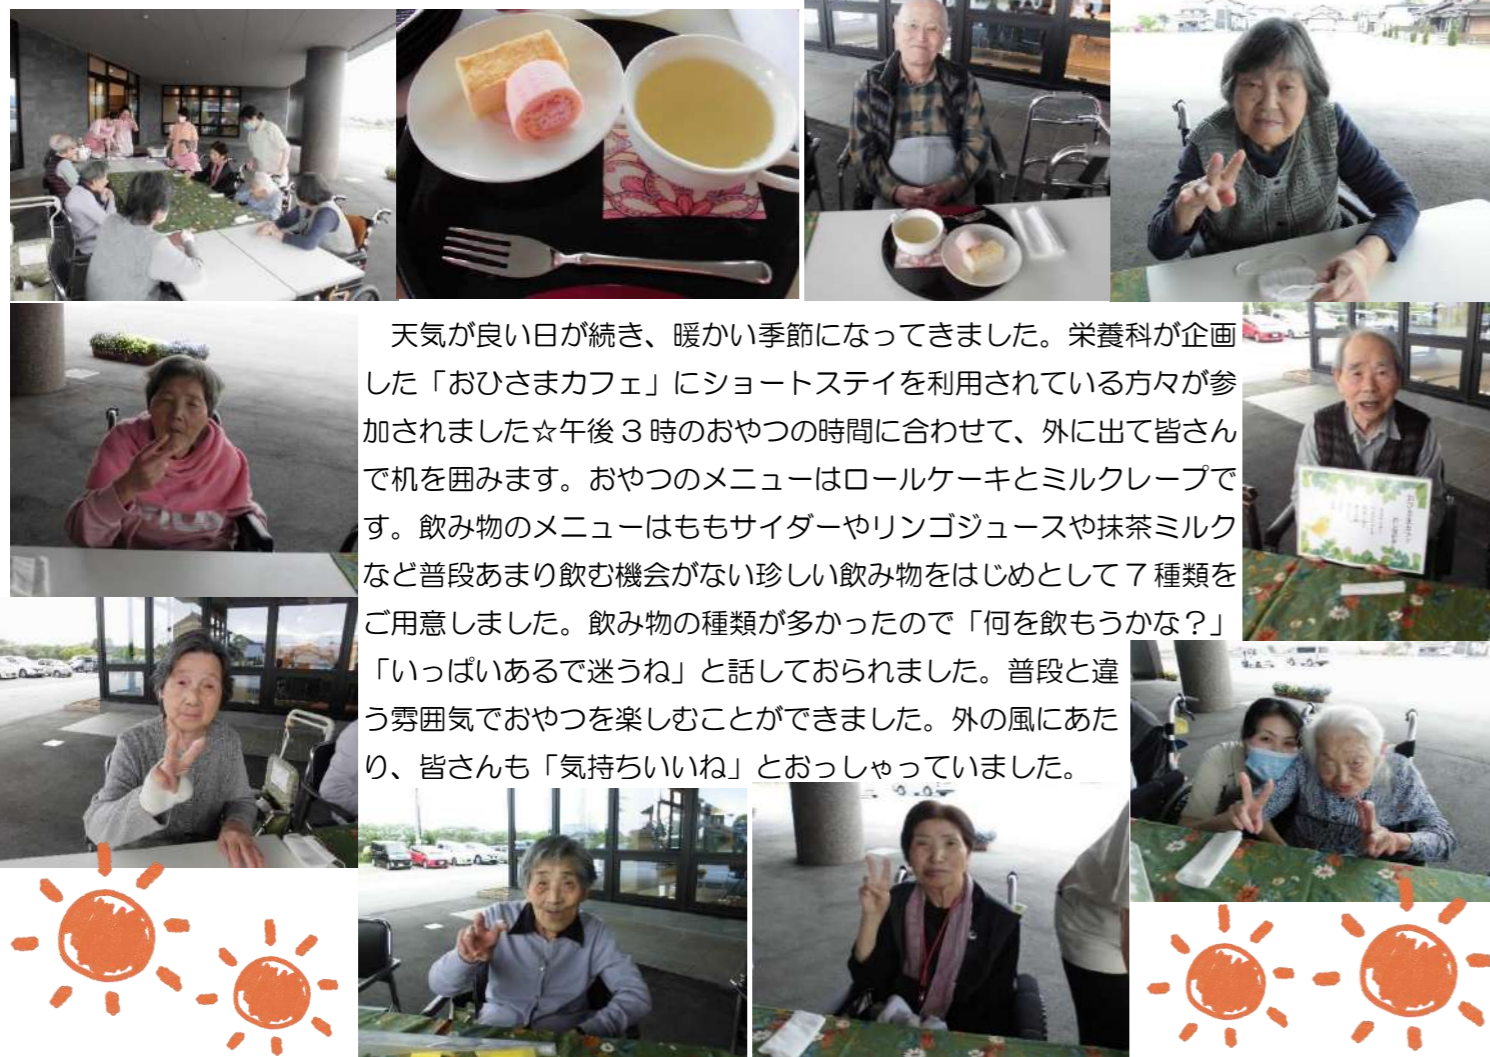 天気が良い日が続き、暖かい季節になってきました。栄養科が企画
した「おひさまカフェ」にショートステイを利用されている方々が参
加されました☆午後３時のおやつの時間に合わせて、外に出て皆さん
で机を囲みます。おやつのメニューはロールケーキとミルクレープで
す。飲み物のメニューはももサイダーやリンゴジュースや抹茶ミルク
など普段あまり飲む機会がない珍しい飲み物をはじめとして７種類を
ご用意しました。飲み物の種類が多かったので「何を飲もうかな？」
「いっぱいあるで迷うね」と話しておられました。普段と違
う雰囲気でおやつを楽しむことができました。外の風にあた
り、皆さんも「気持ちいいね」とおっしゃっていました。